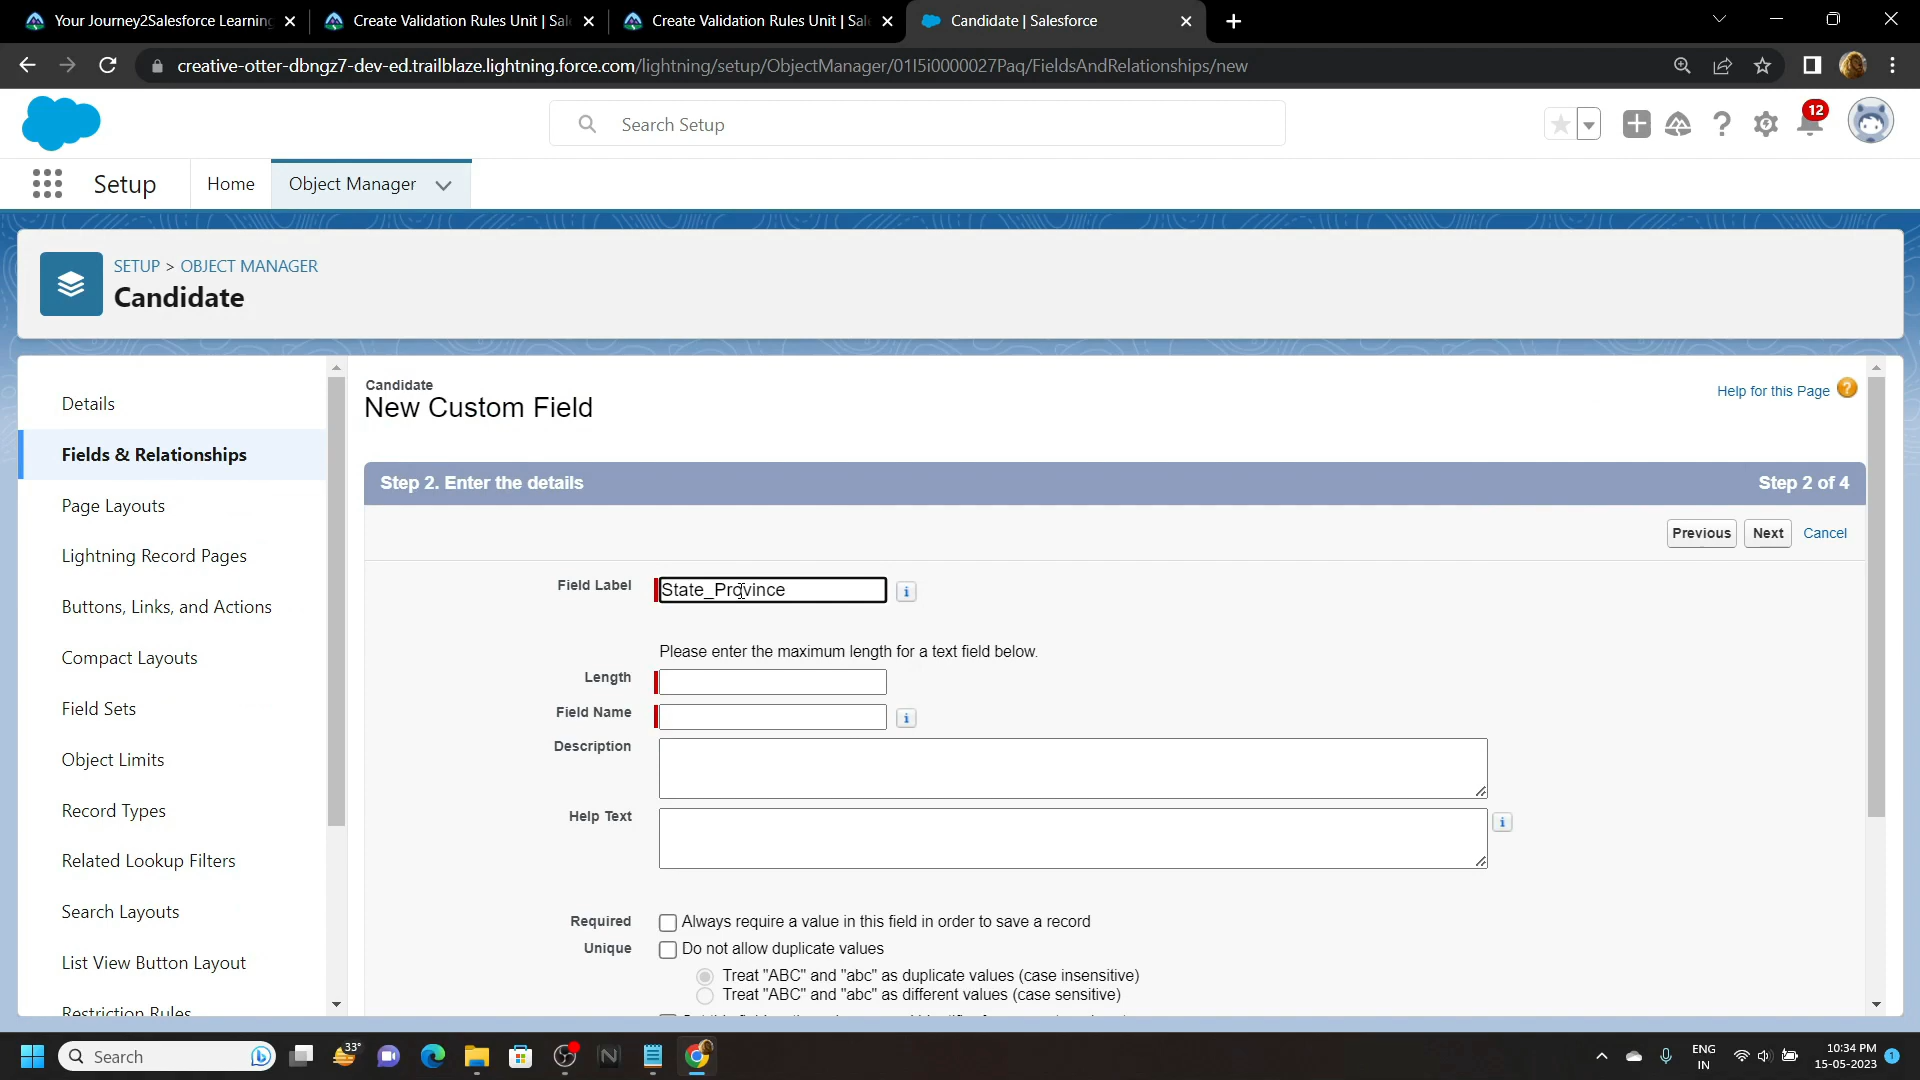 Your Journey2Salesforce Learning
Create Validation Rules Unit | Sal
Create Validation Rules Unit | Sal
Candidate | Salesforce
creative-otter-dbngz7-dev-ed.trailblaze.lightning.force.com/lightning/setup/ObjectManager/01I5i0000027Paq/FieldsAndRelationships/new
Search Setup
12
Setup
Home
Object Manager
SETUP > OBJECT MANAGER
Candidate
Details
Fields & Relationships
Page Layouts
Lightning Record Pages
Buttons, Links, and Actions
Compact Layouts
Field Sets
Object Limits
Record Types
Related Lookup Filters
Search Layouts
List View Button Layout
Restriction Rules
Candidate
New Custom Field
Help for this Page
Step 2. Enter the details
Step 2 of 4
Previous
Next
Cancel
Field Label
State_Province
Please enter the maximum length for a text field below.
Length
Field Name
Description
Help Text
Required
Always require a value in this field in order to save a record
Unique
Do not allow duplicate values
Treat "ABC" and "abc" as duplicate values (case insensitive)
Treat "ABC" and "abc" as different values (case sensitive)
Search
33°
ENG
IN
10:34 PM
15-05-2023
1